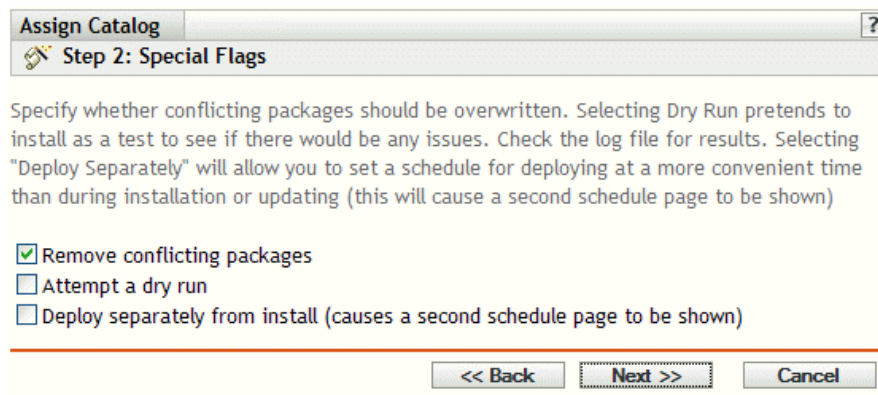 Assign Catalog
?
Step 2: Special Flags
Specify whether conflicting packages should be overwritten. Selecting Dry Run pretends to
install as a test to see if there would be any issues. Check the log file for results. Selecting
"Deploy Separately" will allow you to set a schedule for deploying at a more convenient time
than during installation or updating (this will cause a second schedule page to be shown)
Remove conflicting packages
Attempt a dry run
Deploy separately from install (causes a second schedule page to be shown)
<< Back Next >> Cancel